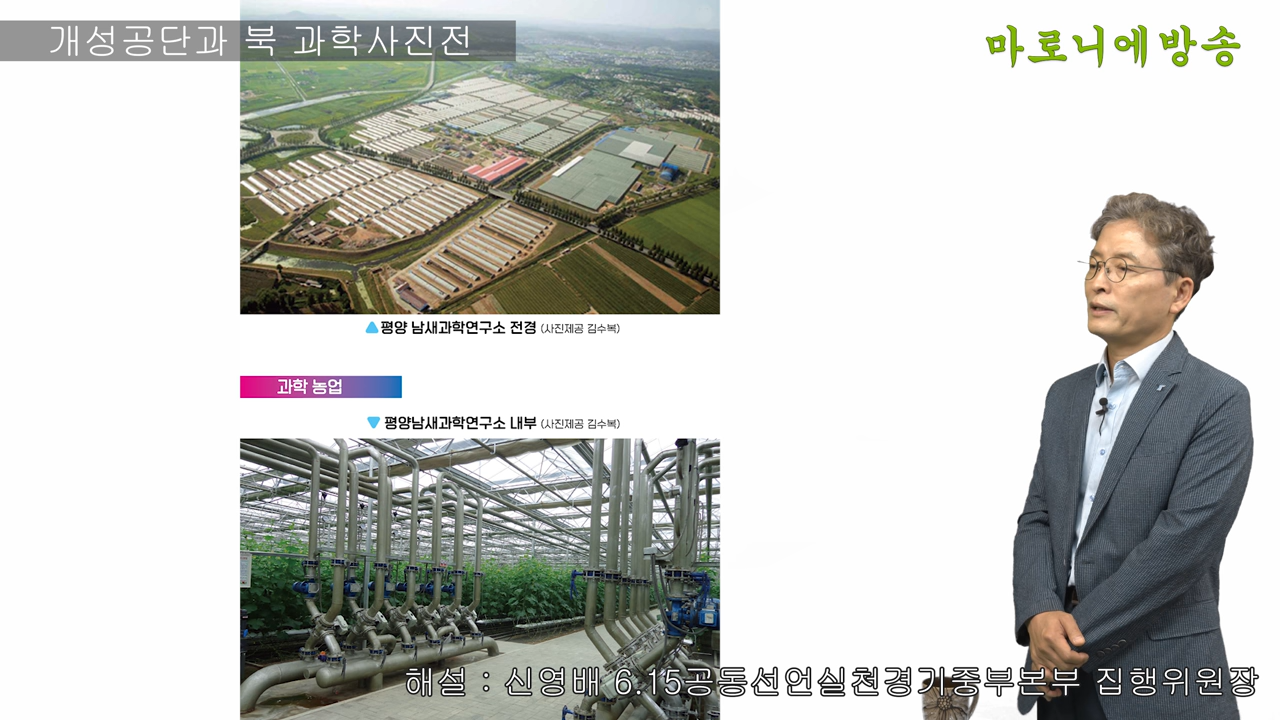 개성공단과 북 과학사진전
마로니에방송
▲평양 남새과학연구소 전경 (사진제공 김수복)
과학 농업
▼ 평양남새과학연구소 내부 (사진제공 김수복)
해설 : 신영배 6.15공동선언실천경기중부본부 집행위원장